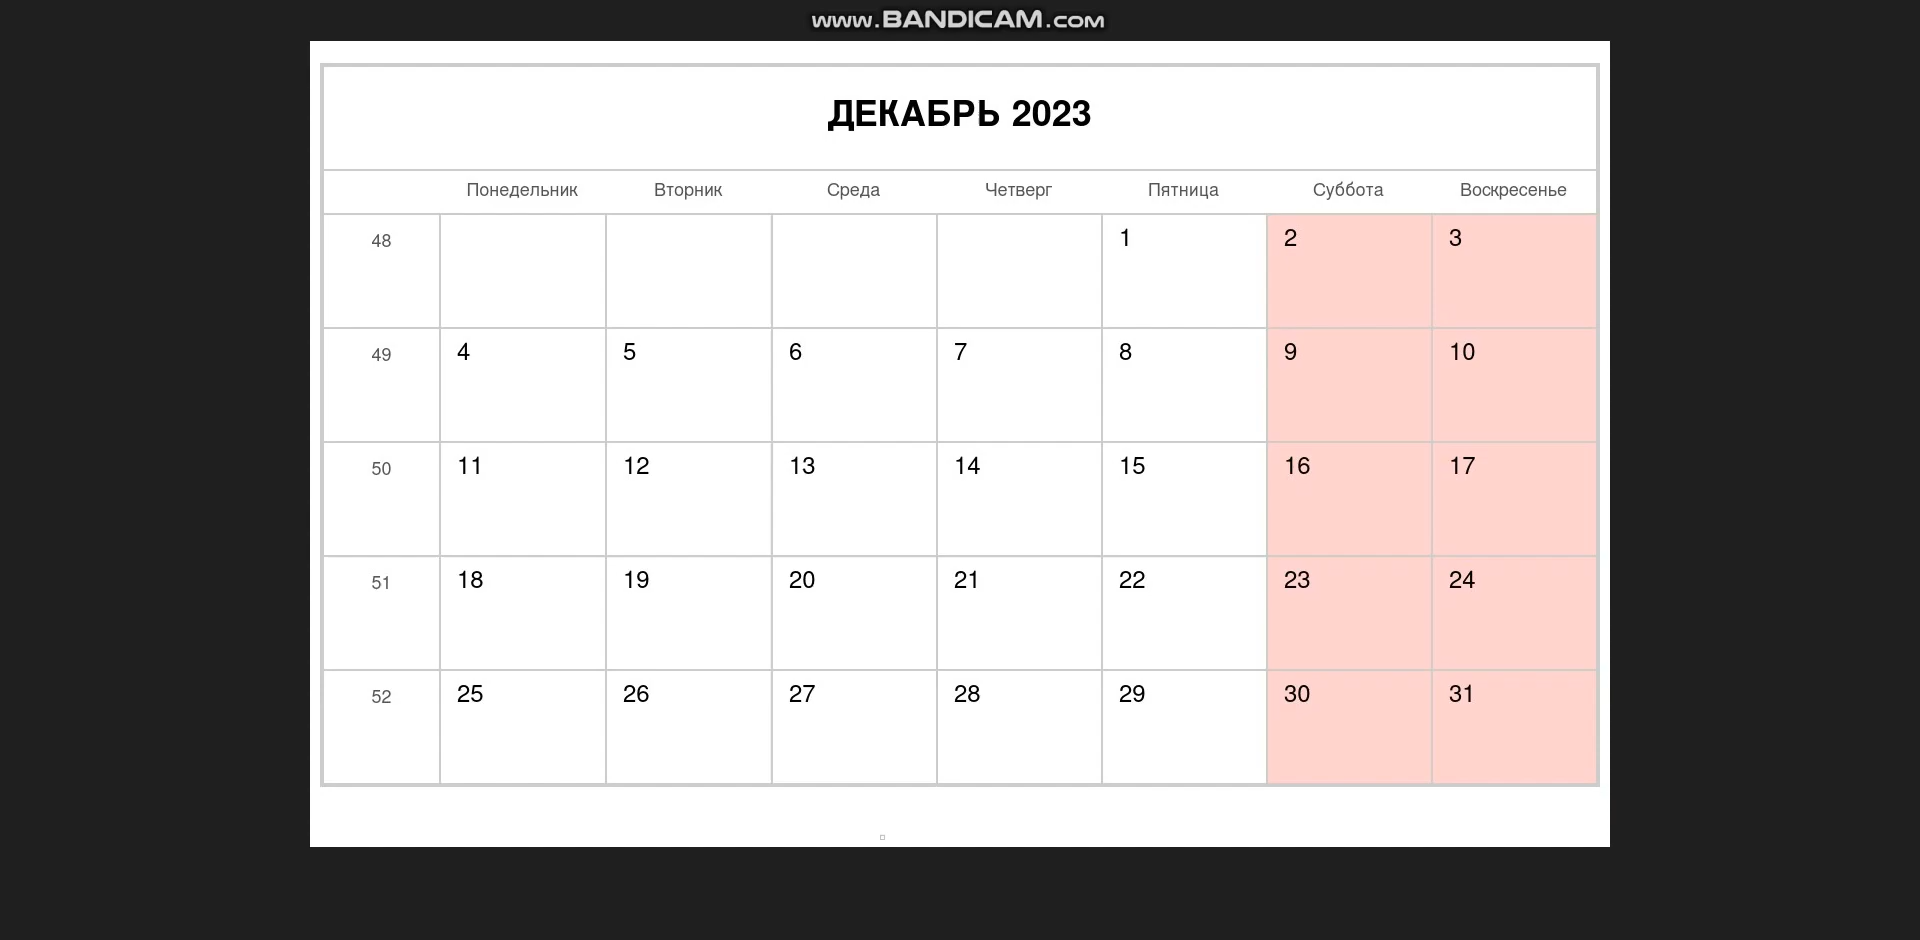 www.BANDICAM.com
ДЕКАБРЬ 2023
Понедельник Вторник Среда Четверг Пятница Суббота Воскресенье
48 1 2 3
49 4 5 6 7 8 9 10
50 11 12 13 14 15 16 17
51 18 19 20 21 22 23 24
52 25 26 27 28 29 30 31